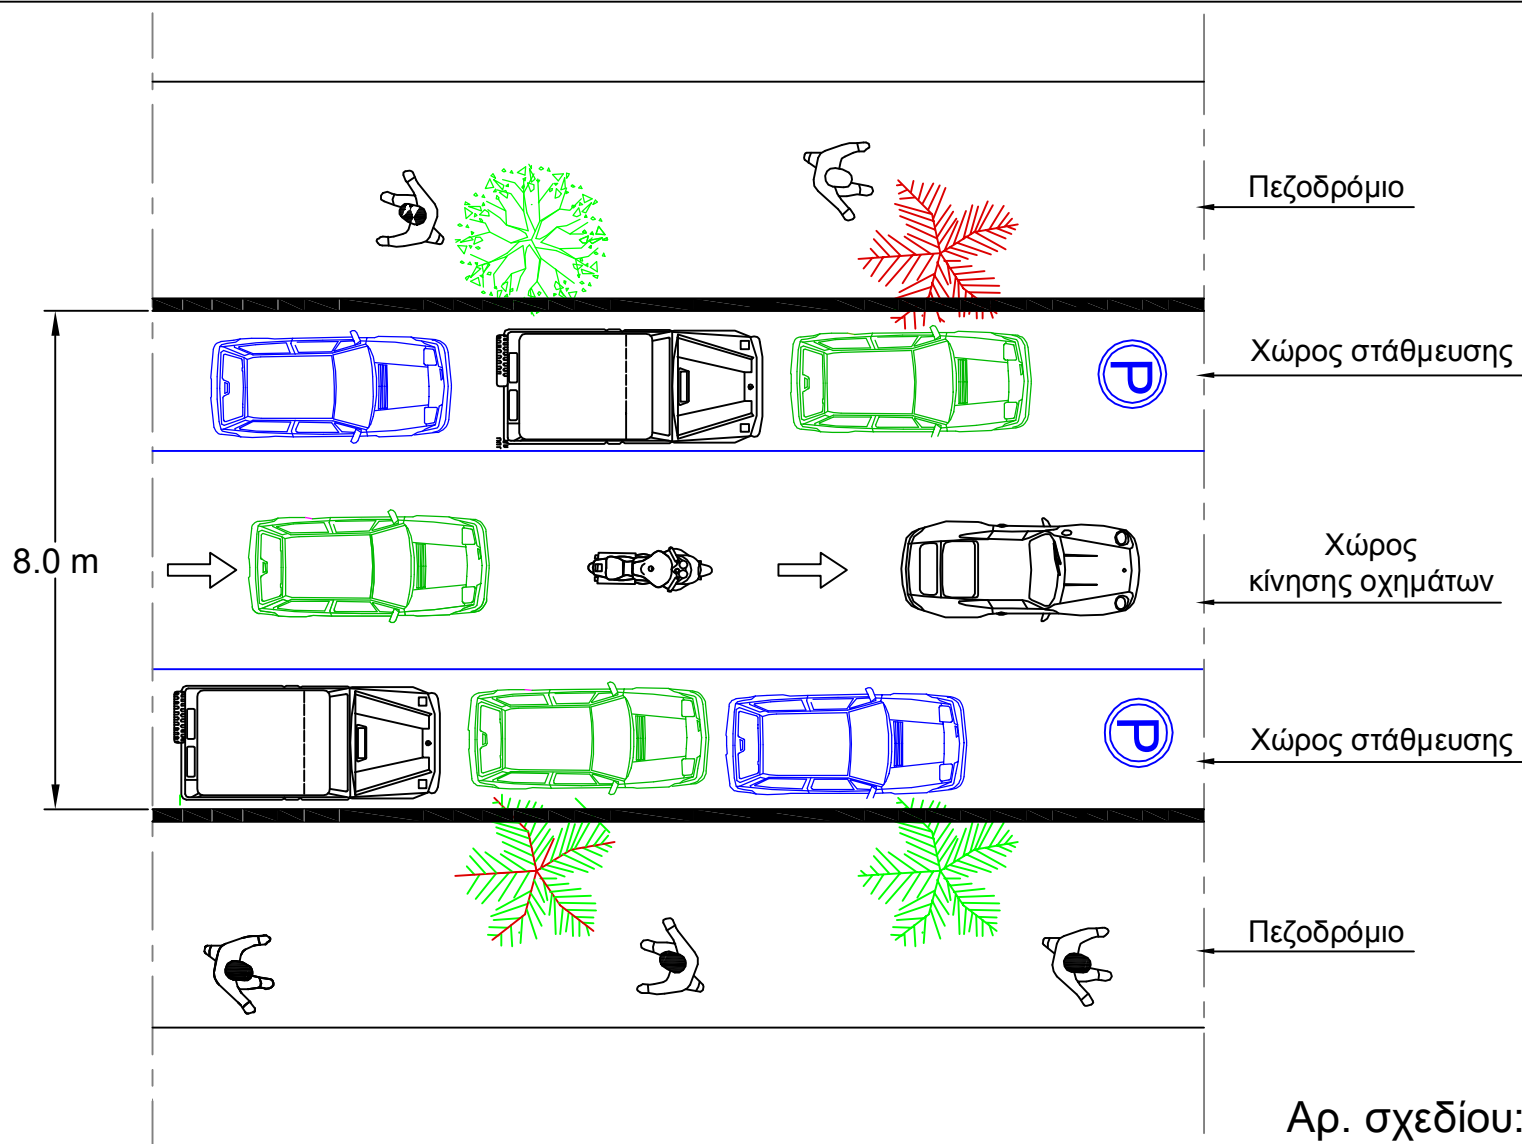 Πεζοδρόμιο
Χώρος στάθμευσης
P
8.0 m
Χώρος
κίνησης οχημάτων
Χώρος στάθμευσης
P
Πεζοδρόμιο
Αρ. σχεδίου: